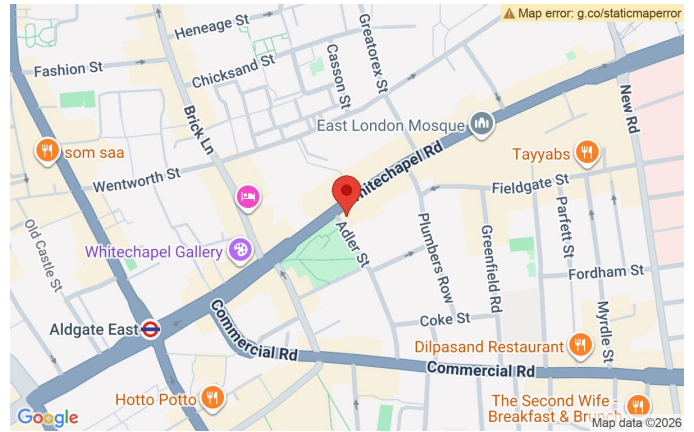 Map error: g.co/staticmaperror
Heneage St
Greatorex St
Fashion St
Chicksand St
Casson St
New Rd
Brick Ln
East London Mosque
som saa
Whitechapel Rd
Tayyabs
Wentworth St
Fieldgate St
Old Castle St
Whitechapel Gallery
Adler St
Plumbers Row
Greenfield Rd
Parfett St
Fordham St
Myrdle St
Aldgate East
Commercial Rd
Coke St
Dilpasand Restaurant
Commercial Rd
Hotto Potto
The Second Wife -
Breakfast & Brunch
Google
Map data ©2026